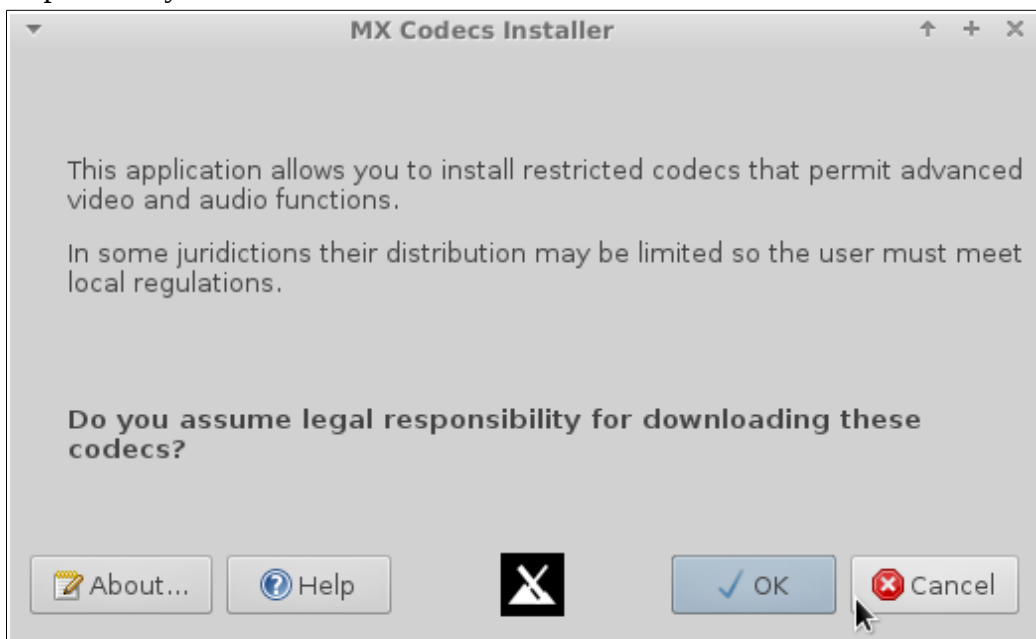 MX Codecs Installer
This application allows you to install restricted codecs that permit advanced
video and audio functions.
In some juridictions their distribution may be limited so the user must meet
local regulations.
Do you assume legal responsibility for downloading these
codecs?
About... Help OK Cancel